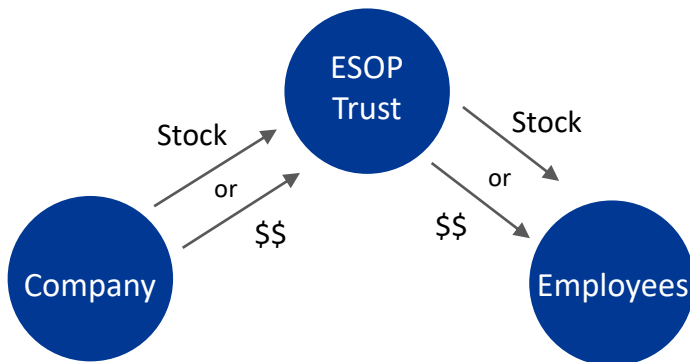 ESOP
Trust
Stock
or
$$
Stock
or
$$
Company
Employees